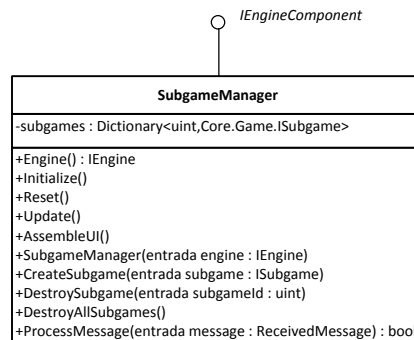 IEngineComponent
SubgameManager
-subgames : Dictionary<uint,Core.Game.ISubgame>
+Engine() : IEngine
+Initialize()
+Reset()
+Update()
+AssembleUI()
+SubgameManager(entrada engine : IEngine)
+CreateSubgame(entrada subgame : ISubgame)
+DestroySubgame(entrada subgameId : uint)
+DestroyAllSubgames()
+ProcessMessage(entrada message : ReceivedMessage) : bool